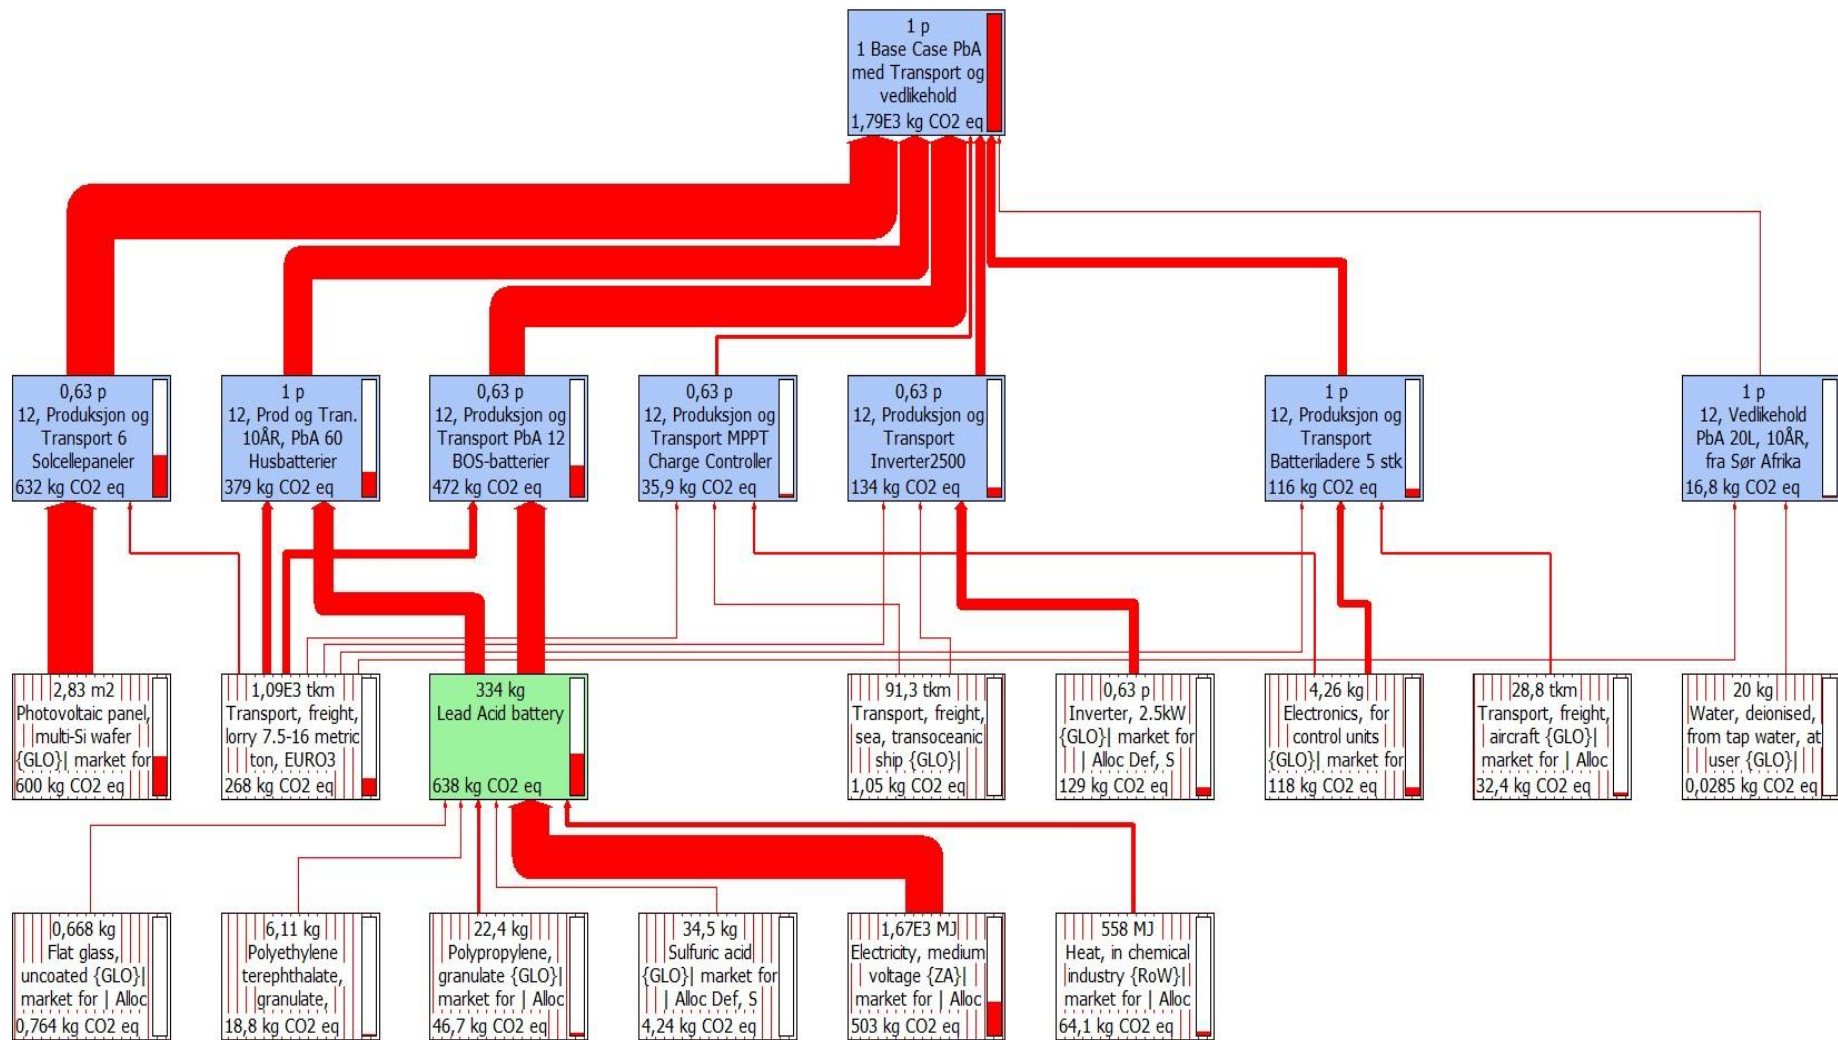 1 p
1 Base Case PbA
med Transport og
vedlikehold
1,79E3 kg CO2 eq
0,63 p
12, Produksjon og
Transport 6
Solcellepaneler
632 kg CO2 eq
1 p
12, Prod og Tran.
10ÅR, PbA 60
Husbatterier
379 kg CO2 eq
0,63 p
12, Produksjon og
Transport PbA 12
BOS-batterier
472 kg CO2 eq
0,63 p
12, Produksjon og
Transport MPPT
Charge Controller
35,9 kg CO2 eq
0,63 p
12, Produksjon og
Transport
Inverter2500
134 kg CO2 eq
1 p
12, Produksjon og
Transport
Batteriladere 5 stk
116 kg CO2 eq
1 p
12, Vedlikehold
PbA 20L, 10ÅR,
fra Sør Afrika
16,8 kg CO2 eq
2,83 m2
Photovoltaic panel,
multi-Si wafer
{GLO}| market for
600 kg CO2 eq
1,09E3 tkm
Transport, freight,
lorry 7.5-16 metric
ton, EURO3
268 kg CO2 eq
334 kg
Lead Acid battery
638 kg CO2 eq
91,3 tkm
Transport, freight,
sea, transoceanic
ship {GLO}|
1,05 kg CO2 eq
0,63 p
Inverter, 2.5kW
{GLO}| market for
| Alloc Def, S
129 kg CO2 eq
4,26 kg
Electronics, for
control units
{GLO}| market for
118 kg CO2 eq
28,8 tkm
Transport, freight,
aircraft {GLO}|
market for | Alloc
32,4 kg CO2 eq
20 kg
Water, deionised,
from tap water, at
user {GLO}|
0,0285 kg CO2 eq
0,668 kg
Flat glass,
uncoated {GLO}|
market for | Alloc
0,764 kg CO2 eq
6,11 kg
Polyethylene
terephthalate,
granulate,
18,8 kg CO2 eq
22,4 kg
Polypropylene,
granulate {GLO}|
market for | Alloc
46,7 kg CO2 eq
34,5 kg
Sulfuric acid
{GLO}| market for
| Alloc Def, S
4,24 kg CO2 eq
1,67E3 MJ
Electricity, medium
voltage {ZA}|
market for | Alloc
503 kg CO2 eq
558 MJ
Heat, in chemical
industry {RoW}|
market for | Alloc
64,1 kg CO2 eq